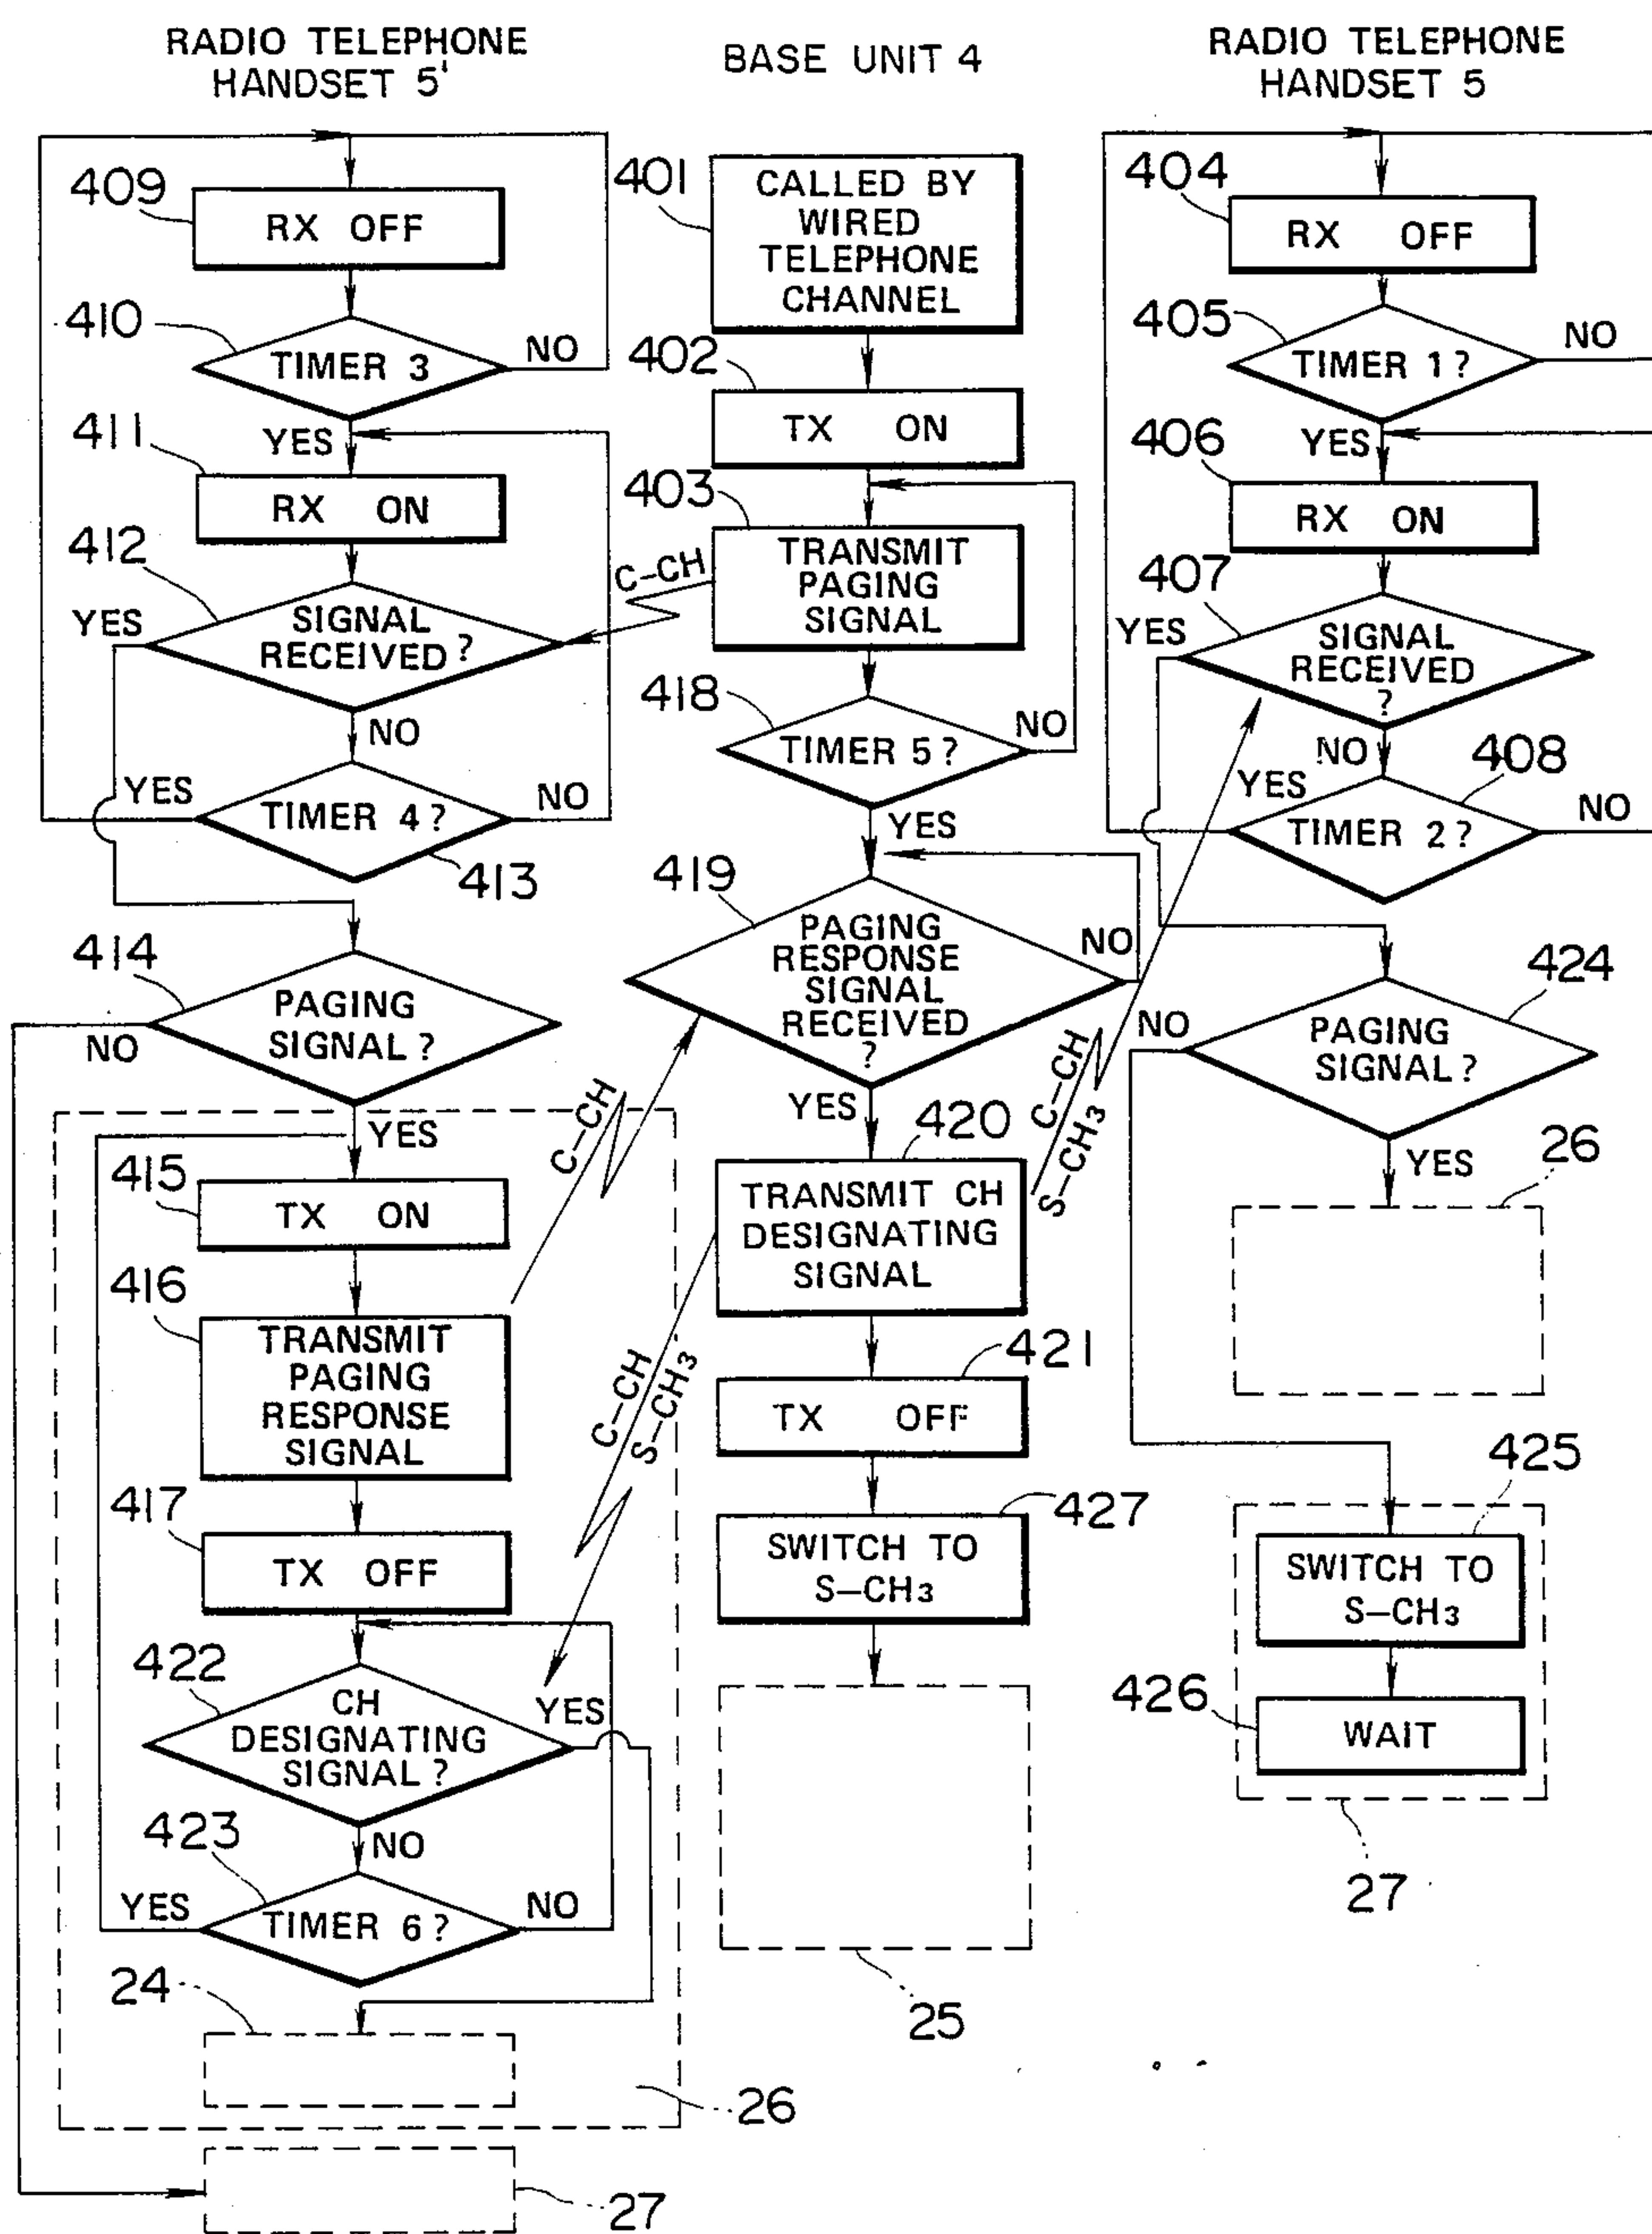 RADIO TELEPHONE
HANDSET 5'
409
RX OFF
410
TIMER 3
NO
YES
411
RX ON
412
SIGNAL
RECEIVED ?
YES
NO
YES
TIMER 4 ?
NO
413
414
PAGING
SIGNAL ?
NO
YES
415
TX ON
416
TRANSMIT
PAGING
RESPONSE
SIGNAL
417
TX OFF
422
CH
DESIGNATING
SIGNAL ?
YES
NO
423
YES
TIMER 6 ?
NO
24
26
27
BASE UNIT 4
401
CALLED BY
WIRED
TELEPHONE
CHANNEL
402
TX ON
403
TRANSMIT
PAGING
SIGNAL
C-CH
418
TIMER 5 ?
NO
YES
419
PAGING
RESPONSE
SIGNAL
RECEIVED
?
NO
C-CH
YES
420
TRANSMIT CH
DESIGNATING
SIGNAL
C-CH
S-CH3
C-CH
S-CH3
421
TX OFF
427
SWITCH TO
S-CH3
25
RADIO TELEPHONE
HANDSET 5
404
RX OFF
405
TIMER 1 ?
NO
YES
406
RX ON
407
SIGNAL
RECEIVED
?
YES
NO
408
YES
TIMER 2 ?
NO
424
PAGING
SIGNAL ?
NO
YES
26
425
SWITCH TO
S-CH3
426
WAIT
27